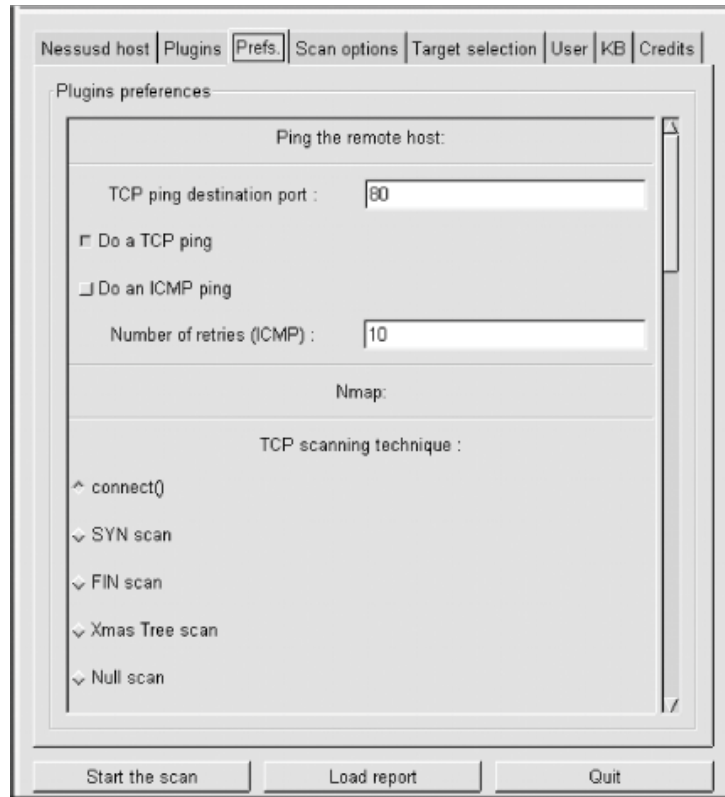 Nessusd host Plugins Prefs. Scan options Target selection User KB Credits
Plugins preferences
Ping the remote host:
TCP ping destination port : 80
Do a TCP ping
Do an ICMP ping
Number of retries (ICMP) : 10
Nmap:
TCP scanning technique :
connect()
SYN scan
FIN scan
Xmas Tree scan
Null scan
Start the scan Load report Quit